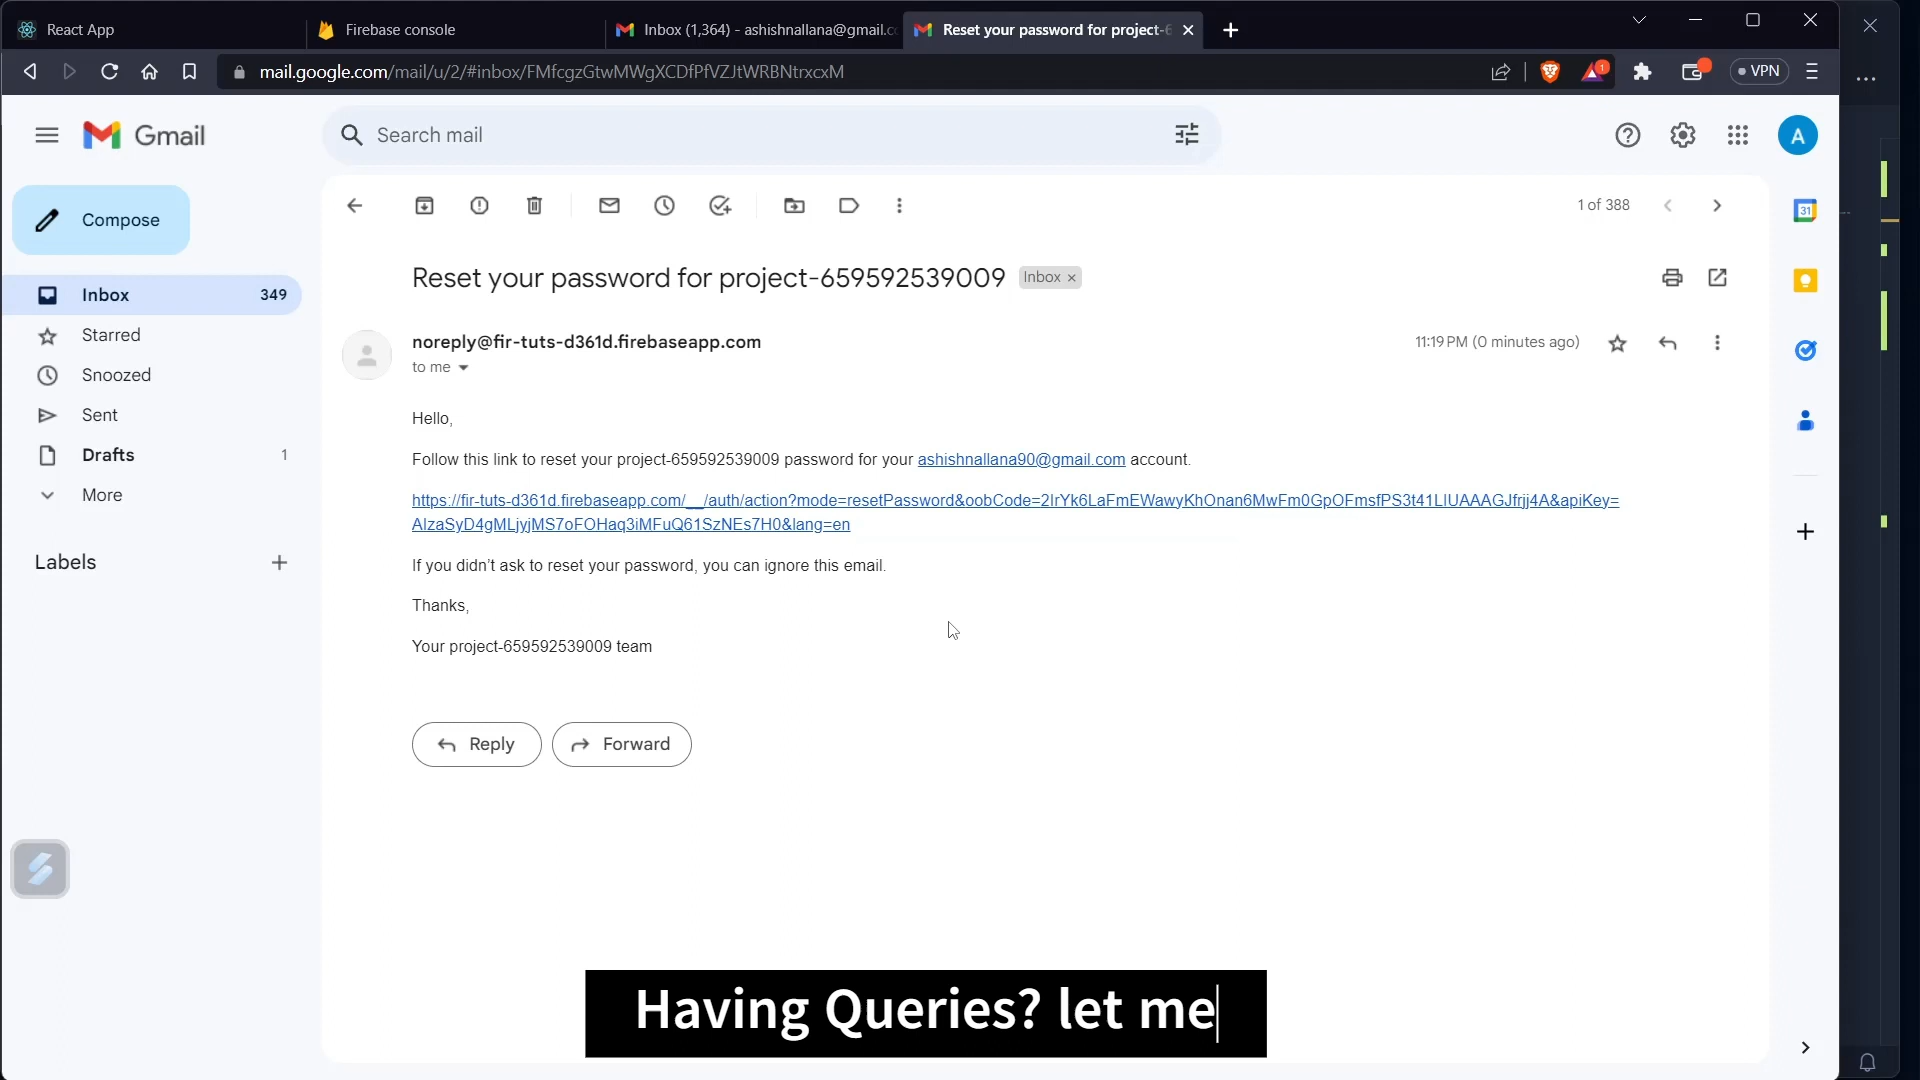 React App
Firebase console
Inbox (1,364) - ashishnallana@gmail.co
Reset your password for project-6
mail.google.com/mail/u/2/#inbox/FMfcgzGtwMWgXCDfPfVZJtWRBNtrxcxM
1
VPN
Gmail
Search mail
A
Compose
1 of 388
31
Inbox 349
Starred
Snoozed
Sent
Drafts 1
More
Labels
Reset your password for project-659592539009 Inbox ×
noreply@fir-tuts-d361d.firebaseapp.com
11:19 PM (0 minutes ago)
to me
Hello,
Follow this link to reset your project-659592539009 password for your ashishnallana90@gmail.com account.
https://fir-tuts-d361d.firebaseapp.com/__/auth/action?mode=resetPassword&oobCode=2IrYk6LaFmEWawyKhOnan6MwFm0GpOFmsfPS3t41LIUAAAGJfrjj4A&apiKey=
AIzaSyD4gMLjyjMS7oFOHaq3iMFuQ61SzNEs7H0&lang=en
If you didn't ask to reset your password, you can ignore this email.
Thanks,
Your project-659592539009 team
Reply
Forward
Having Queries? let me